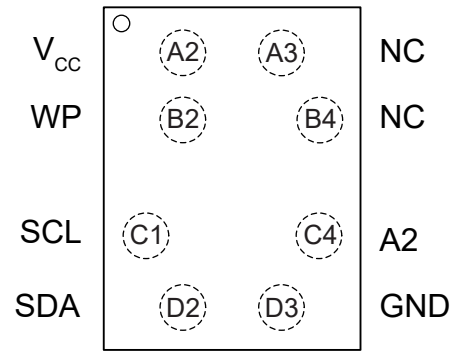 VCC A2 A3 NC
WP B2 B4 NC
SCL C1 C4 A2
SDA D2 D3 GND